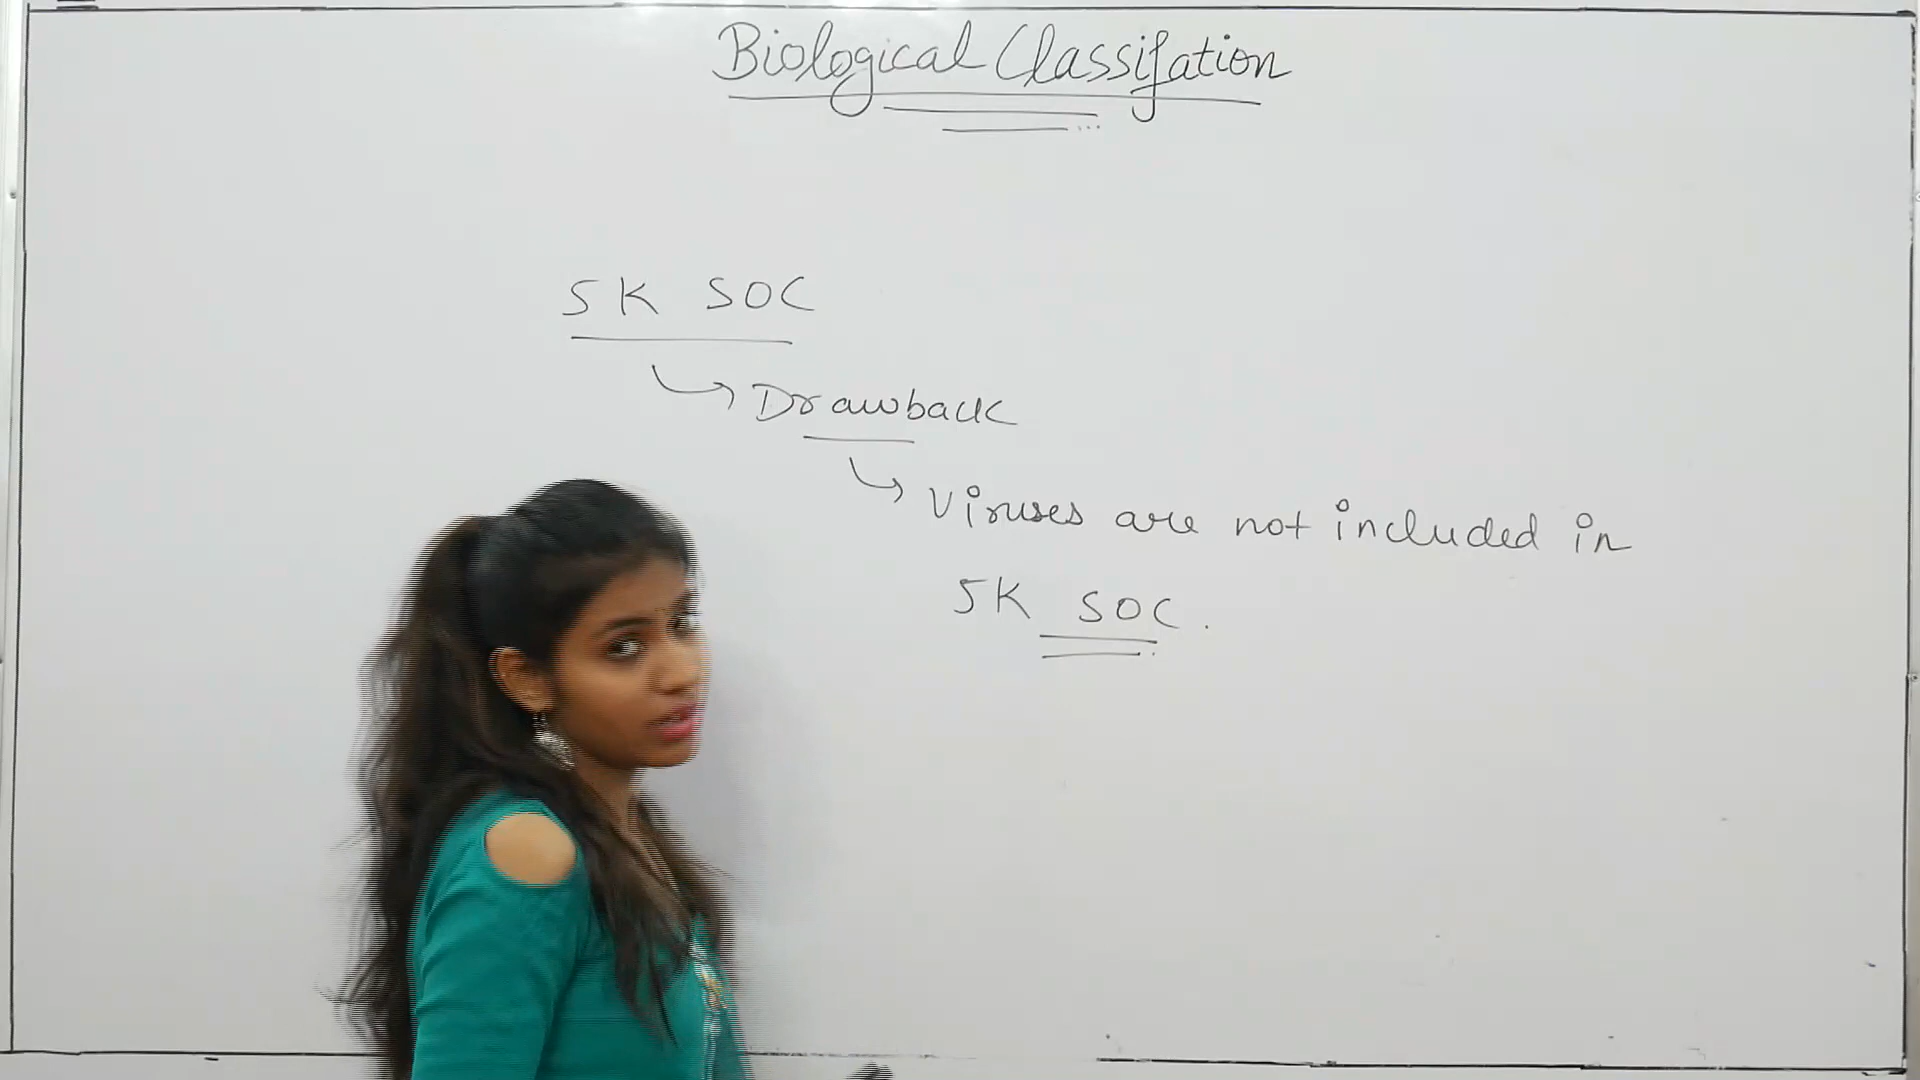 Biological Classifation
5K SOC
Drawback
Viruses are not included in
5K SOC.